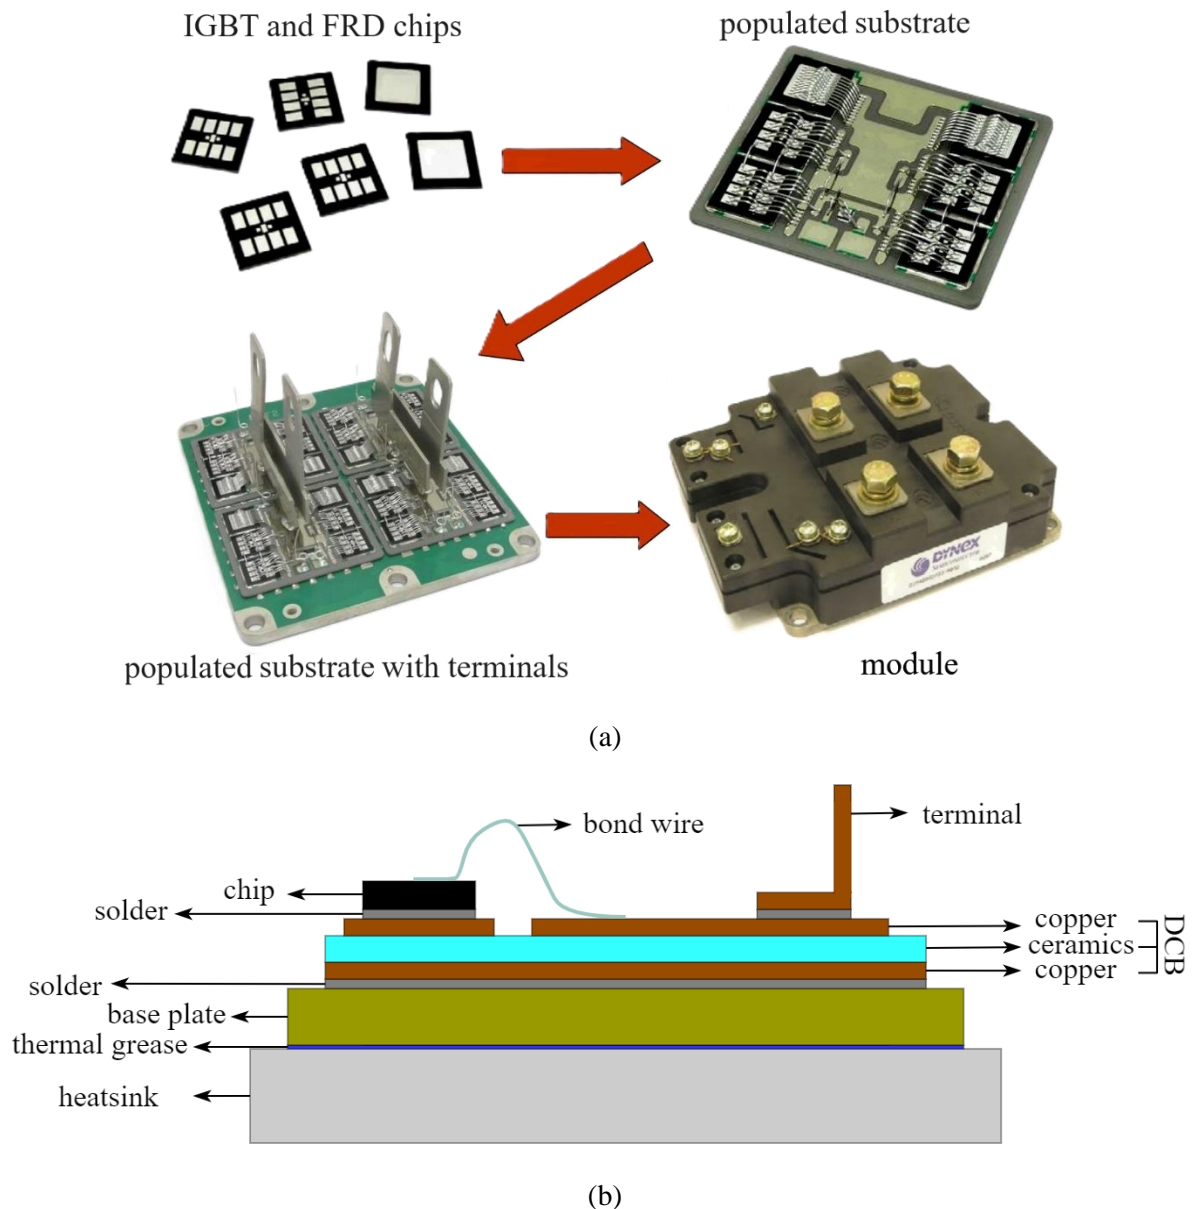 IGBT and FRD chips
populated substrate
populated substrate with terminals
DYNEX
SEMICONDUCTOR
module
(a)
bond wire
terminal
chip
solder
copper
ceramics
copper
DCB
solder
base plate
thermal grease
heatsink
(b)